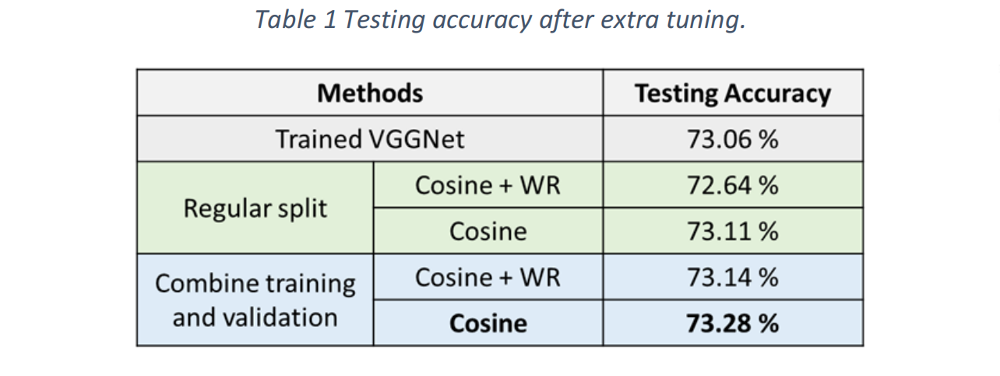 Table 1 Testing accuracy after extra tuning.
Methods Testing Accuracy
Trained VGGNet 73.06 %
Regular split
Cosine + WR 72.64 %
Cosine 73.11 %
Combine training
and validation
Cosine + WR 73.14 %
Cosine 73.28 %